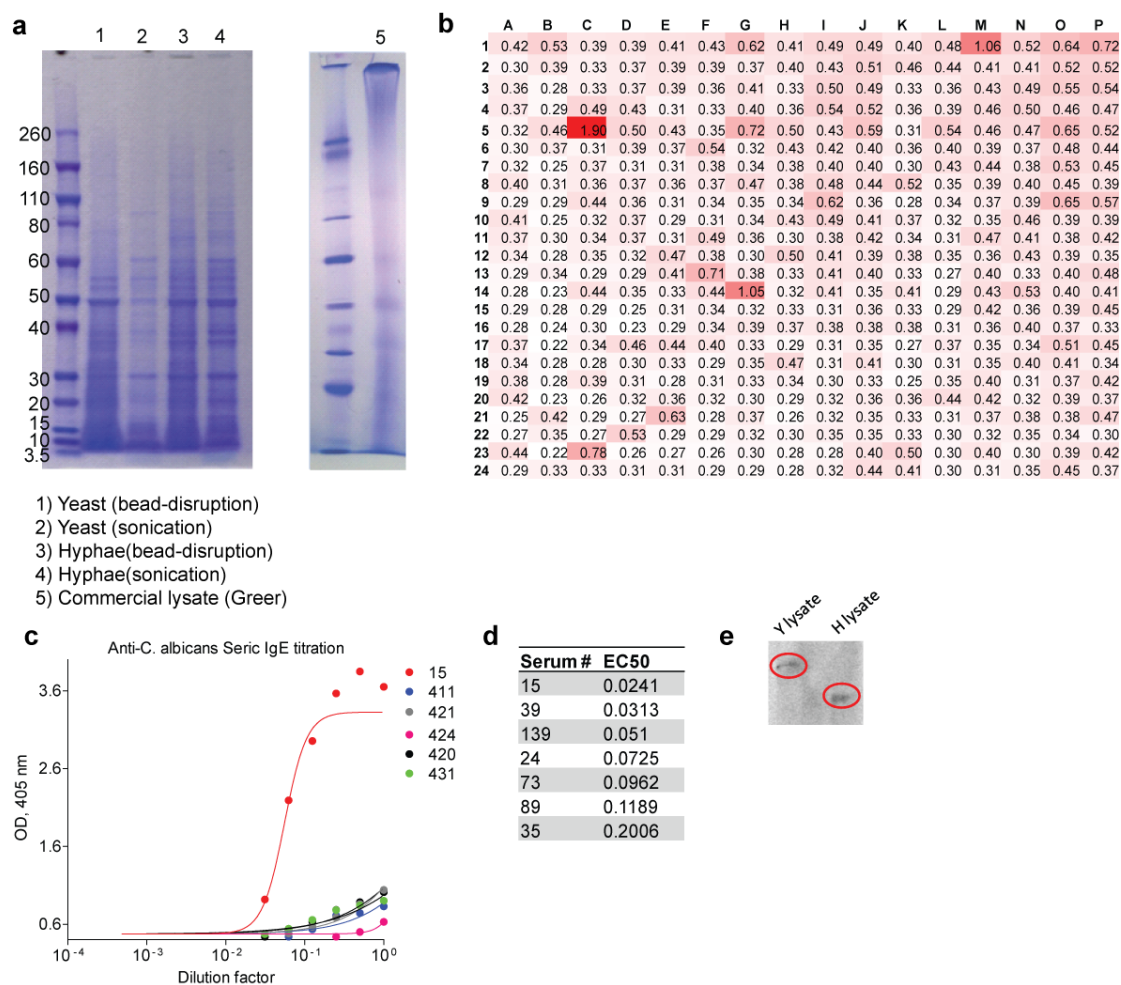 a
1 2 3 4
5
260
160
110
80
60
50
40
30
20
15
10
3.5
1) Yeast (bead-disruption)
2) Yeast (sonication)
3) Hyphae(bead-disruption)
4) Hyphae(sonication)
5) Commercial lysate (Greer)
b
A B C D E F G H I J K L M N O P
1 0.42 0.53 0.39 0.39 0.41 0.43 0.62 0.41 0.49 0.49 0.40 0.48 1.06 0.52 0.64 0.72
2 0.30 0.39 0.33 0.37 0.39 0.39 0.37 0.40 0.43 0.51 0.46 0.44 0.41 0.41 0.52 0.52
3 0.36 0.28 0.33 0.37 0.39 0.36 0.41 0.33 0.50 0.49 0.33 0.36 0.43 0.49 0.55 0.54
4 0.37 0.29 0.49 0.43 0.31 0.33 0.40 0.36 0.54 0.52 0.36 0.39 0.46 0.50 0.46 0.47
5 0.32 0.46 1.90 0.50 0.43 0.35 0.72 0.50 0.43 0.59 0.31 0.54 0.46 0.47 0.65 0.52
6 0.30 0.37 0.31 0.39 0.37 0.54 0.32 0.43 0.42 0.40 0.36 0.40 0.39 0.37 0.48 0.44
7 0.32 0.25 0.37 0.31 0.31 0.38 0.34 0.38 0.40 0.40 0.30 0.43 0.44 0.38 0.53 0.45
8 0.40 0.31 0.36 0.37 0.36 0.37 0.47 0.38 0.48 0.44 0.52 0.35 0.39 0.40 0.45 0.39
9 0.29 0.29 0.44 0.36 0.31 0.34 0.35 0.34 0.62 0.36 0.28 0.34 0.37 0.39 0.65 0.57
10 0.41 0.25 0.32 0.37 0.29 0.31 0.34 0.43 0.49 0.41 0.37 0.32 0.35 0.46 0.39 0.39
11 0.37 0.30 0.34 0.37 0.31 0.49 0.36 0.30 0.38 0.42 0.34 0.31 0.47 0.41 0.38 0.42
12 0.34 0.28 0.35 0.32 0.47 0.38 0.30 0.50 0.41 0.39 0.38 0.35 0.36 0.43 0.39 0.35
13 0.29 0.34 0.29 0.29 0.41 0.71 0.38 0.33 0.41 0.40 0.33 0.27 0.40 0.33 0.40 0.48
14 0.28 0.23 0.44 0.35 0.33 0.44 1.05 0.32 0.41 0.35 0.41 0.29 0.43 0.53 0.40 0.41
15 0.29 0.28 0.29 0.25 0.31 0.34 0.32 0.33 0.31 0.36 0.33 0.29 0.42 0.36 0.39 0.45
16 0.28 0.24 0.30 0.23 0.29 0.34 0.39 0.37 0.38 0.38 0.38 0.31 0.36 0.40 0.37 0.33
17 0.37 0.22 0.34 0.46 0.44 0.40 0.33 0.29 0.31 0.35 0.27 0.37 0.35 0.34 0.51 0.45
18 0.34 0.28 0.28 0.30 0.33 0.29 0.35 0.47 0.31 0.41 0.30 0.31 0.35 0.40 0.41 0.34
19 0.38 0.28 0.39 0.31 0.28 0.31 0.33 0.34 0.30 0.33 0.25 0.35 0.40 0.31 0.37 0.42
20 0.42 0.23 0.26 0.32 0.36 0.32 0.30 0.29 0.32 0.36 0.36 0.44 0.42 0.32 0.39 0.37
21 0.25 0.42 0.29 0.27 0.63 0.28 0.37 0.26 0.32 0.35 0.33 0.31 0.37 0.38 0.38 0.47
22 0.27 0.35 0.27 0.53 0.29 0.29 0.32 0.30 0.35 0.35 0.33 0.30 0.32 0.35 0.34 0.30
23 0.44 0.22 0.78 0.26 0.27 0.26 0.30 0.27 0.33 0.40 0.50 0.30 0.40 0.30 0.39 0.42
24 0.29 0.33 0.33 0.31 0.31 0.29 0.29 0.28 0.32 0.44 0.41 0.30 0.31 0.35 0.45 0.37
c
Anti-C. albicans Seric IgE titration
OD, 405 nm
3.6
2.6
1.6
0.6
10⁻⁴ 10⁻³ 10⁻² 10⁻¹ 10⁰
Dilution factor
15
411
421
424
420
431
d
Serum # EC50
15 0.0241
39 0.0313
139 0.051
24 0.0725
73 0.0962
89 0.1189
35 0.2006
e
Y lysate
H lysate